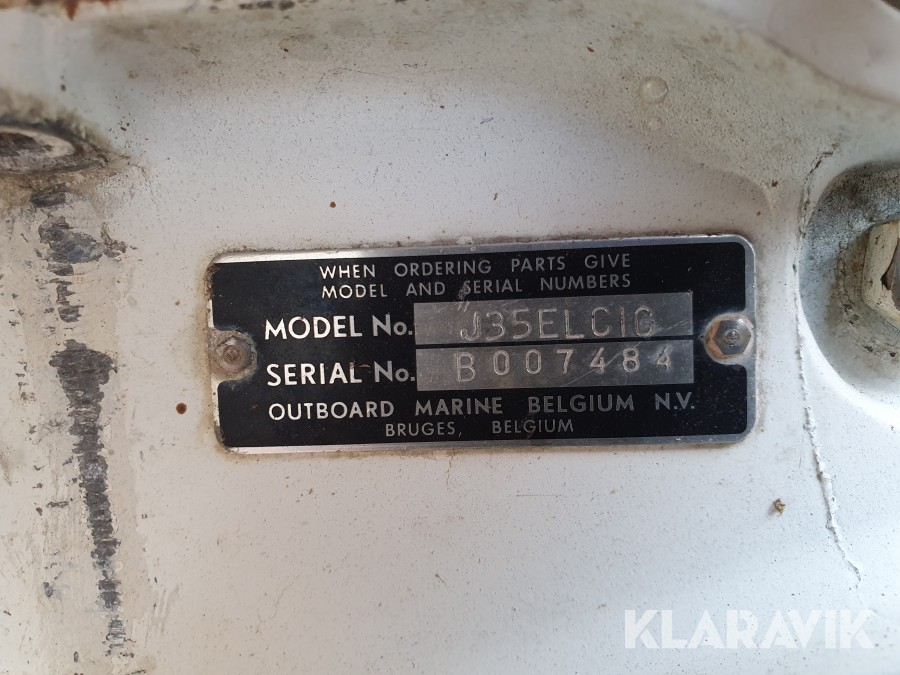 WHEN ORDERING PARTS GIVE
MODEL AND SERIAL NUMBERS
MODEL No. J35ELCIG
SERIAL No. B007484
OUTBOARD MARINE BELGIUM N.V.
BRUGES, BELGIUM
KLARAVIK